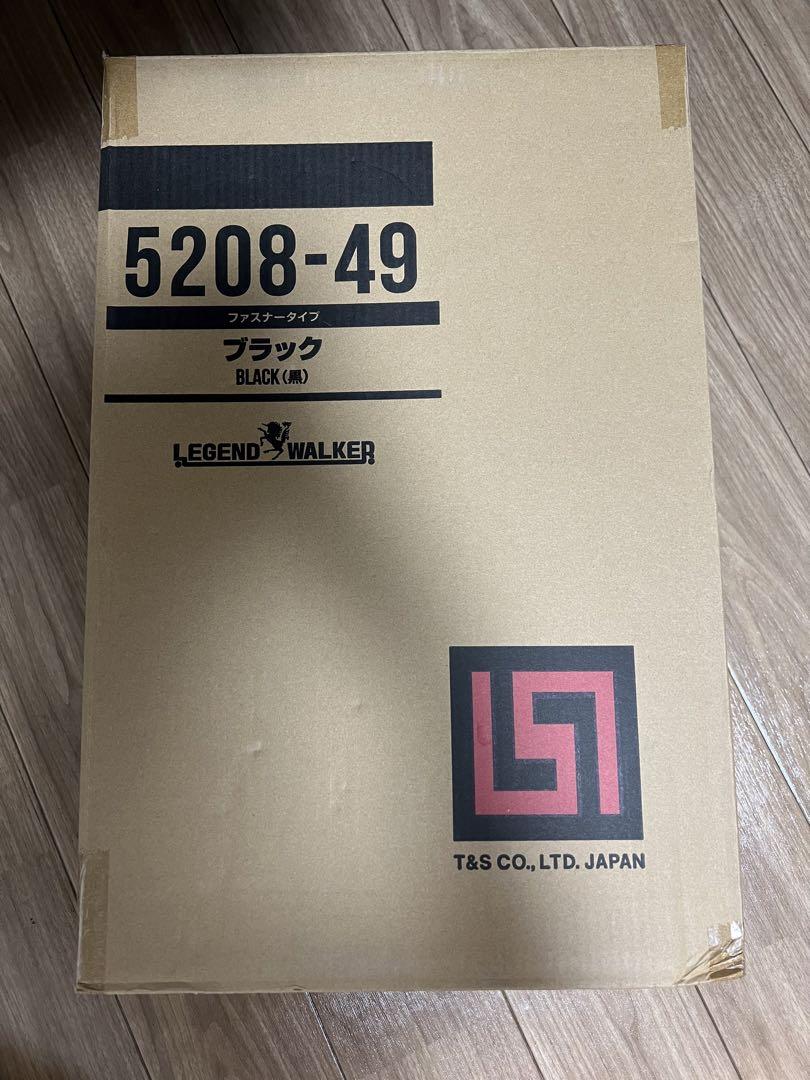 5208-49
ファスナータイプ
ブラック
BLACK(黒)
LEGEND WALKER
T&S CO., LTD. JAPAN